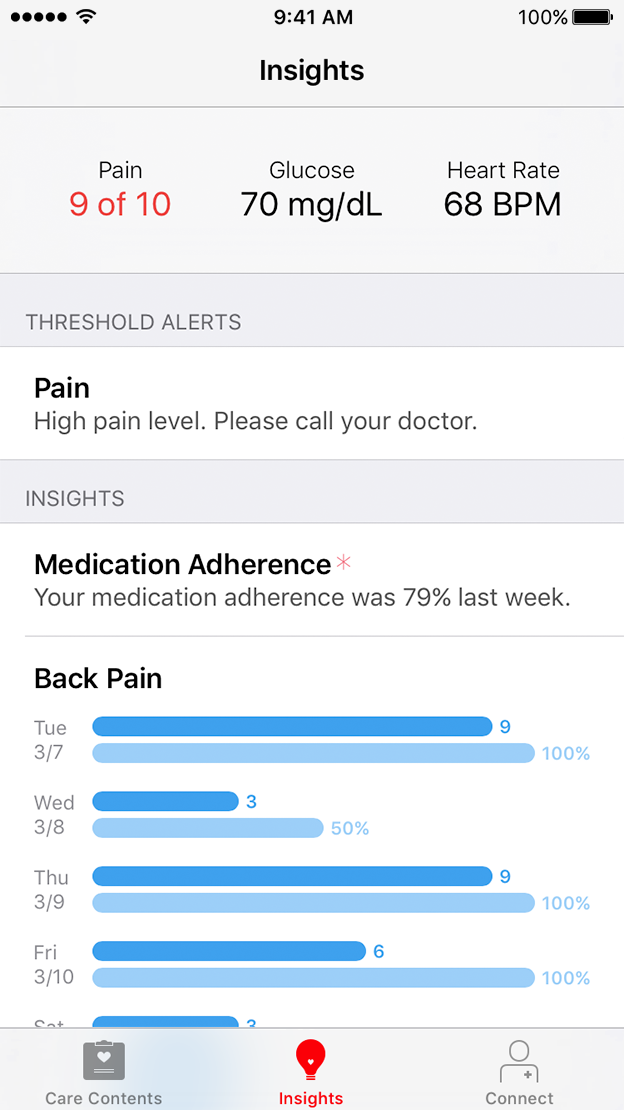 9:41 AM 100%
Insights
Pain Glucose Heart Rate
9 of 10 70 mg/dL 68 BPM
THRESHOLD ALERTS
Pain
High pain level. Please call your doctor.
INSIGHTS
Medication Adherence*
Your medication adherence was 79% last week.
Back Pain
Tue 9
3/7 100%
Wed 3
3/8 50%
Thu 9
3/9 100%
Fri 6
3/10 100%
Sat 3
Care Contents Insights Connect